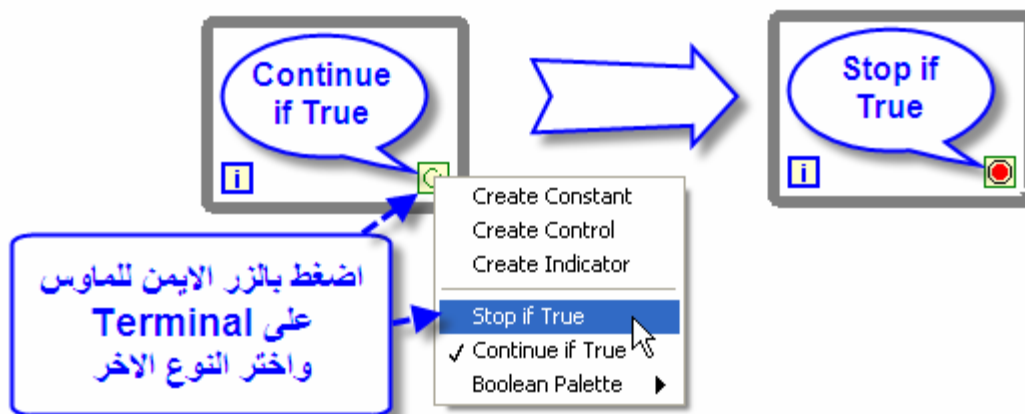 Continue
if True
i
Stop if
True
i
Create Constant
Create Control
Create Indicator
Stop if True
✓ Continue if True
Boolean Palette
اضغط بالزر الايمن للماوس
على Terminal
واختر النوع الاخر